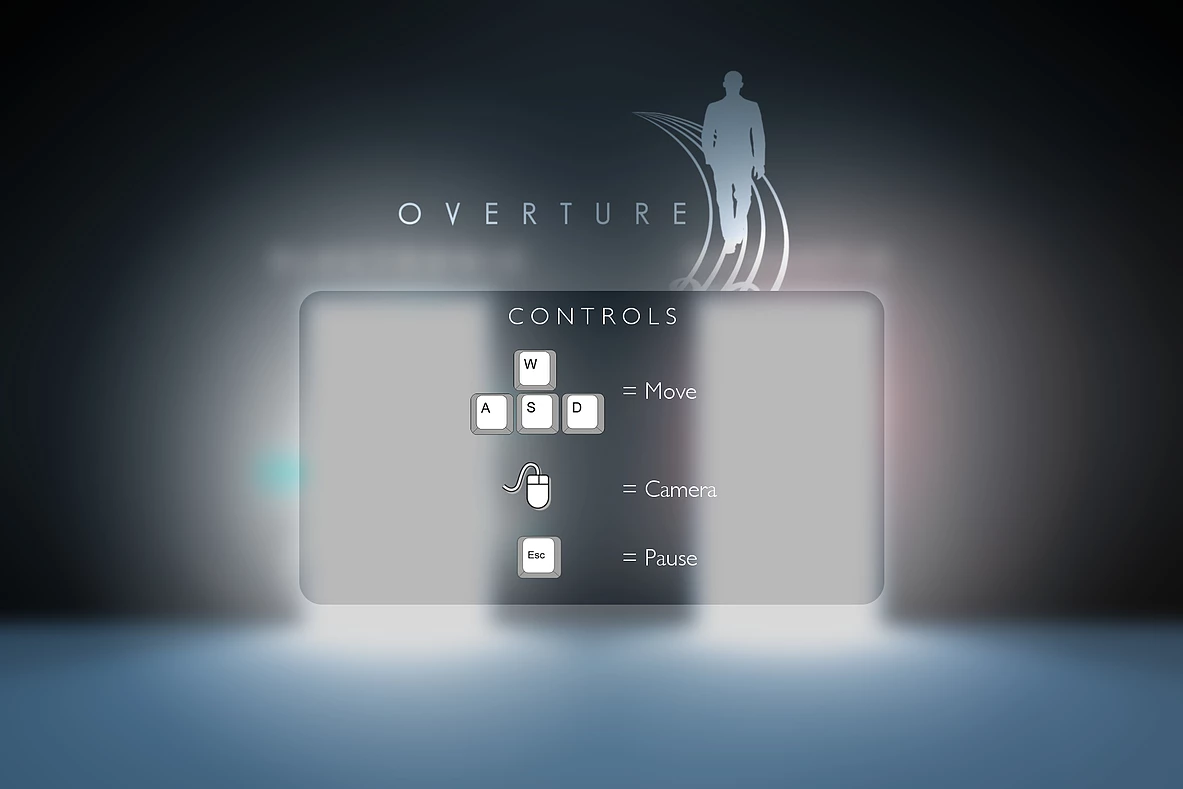 OVERTURE
CONTROLS
W
A S D = Move
= Camera
Esc = Pause